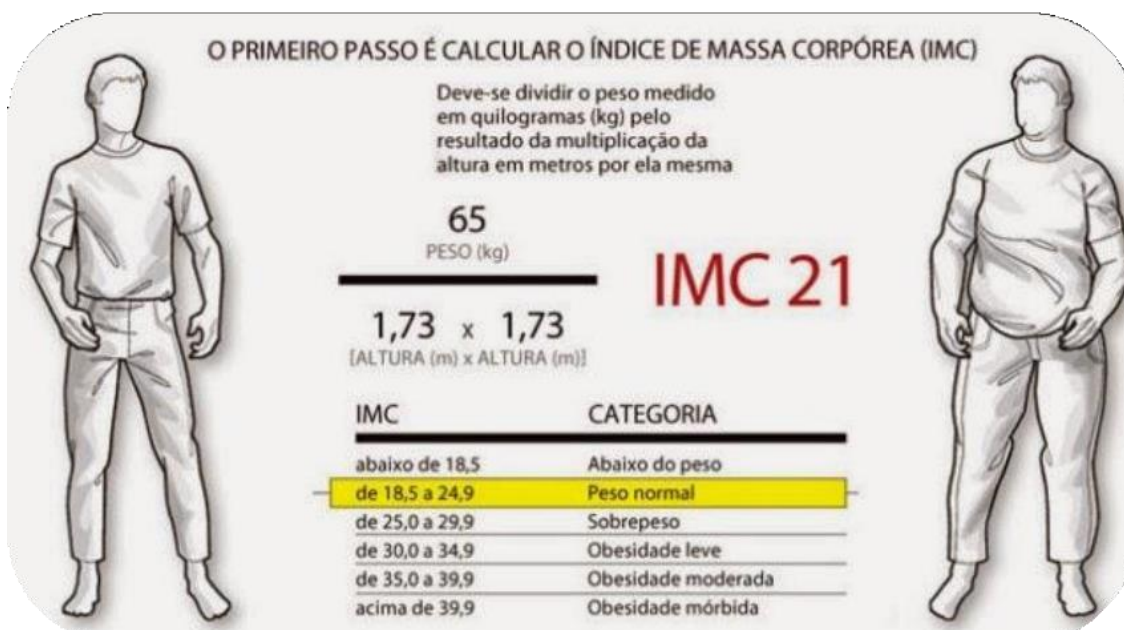 O PRIMEIRO PASSO É CALCULAR O ÍNDICE DE MASSA CORPÓREA (IMC)
Deve-se dividir o peso medido
em quilogramas (kg) pelo
resultado da multiplicação da
altura em metros por ela mesma
65
PESO (kg)
IMC 21
1,73 x 1,73
[ALTURA (m) x ALTURA (m)]
IMC CATEGORIA
abaixo de 18,5 Abaixo do peso
de 18,5 a 24,9 Peso normal
de 25,0 a 29,9 Sobrepeso
de 30,0 a 34,9 Obesidade leve
de 35,0 a 39,9 Obesidade moderada
acima de 39,9 Obesidade mórbida